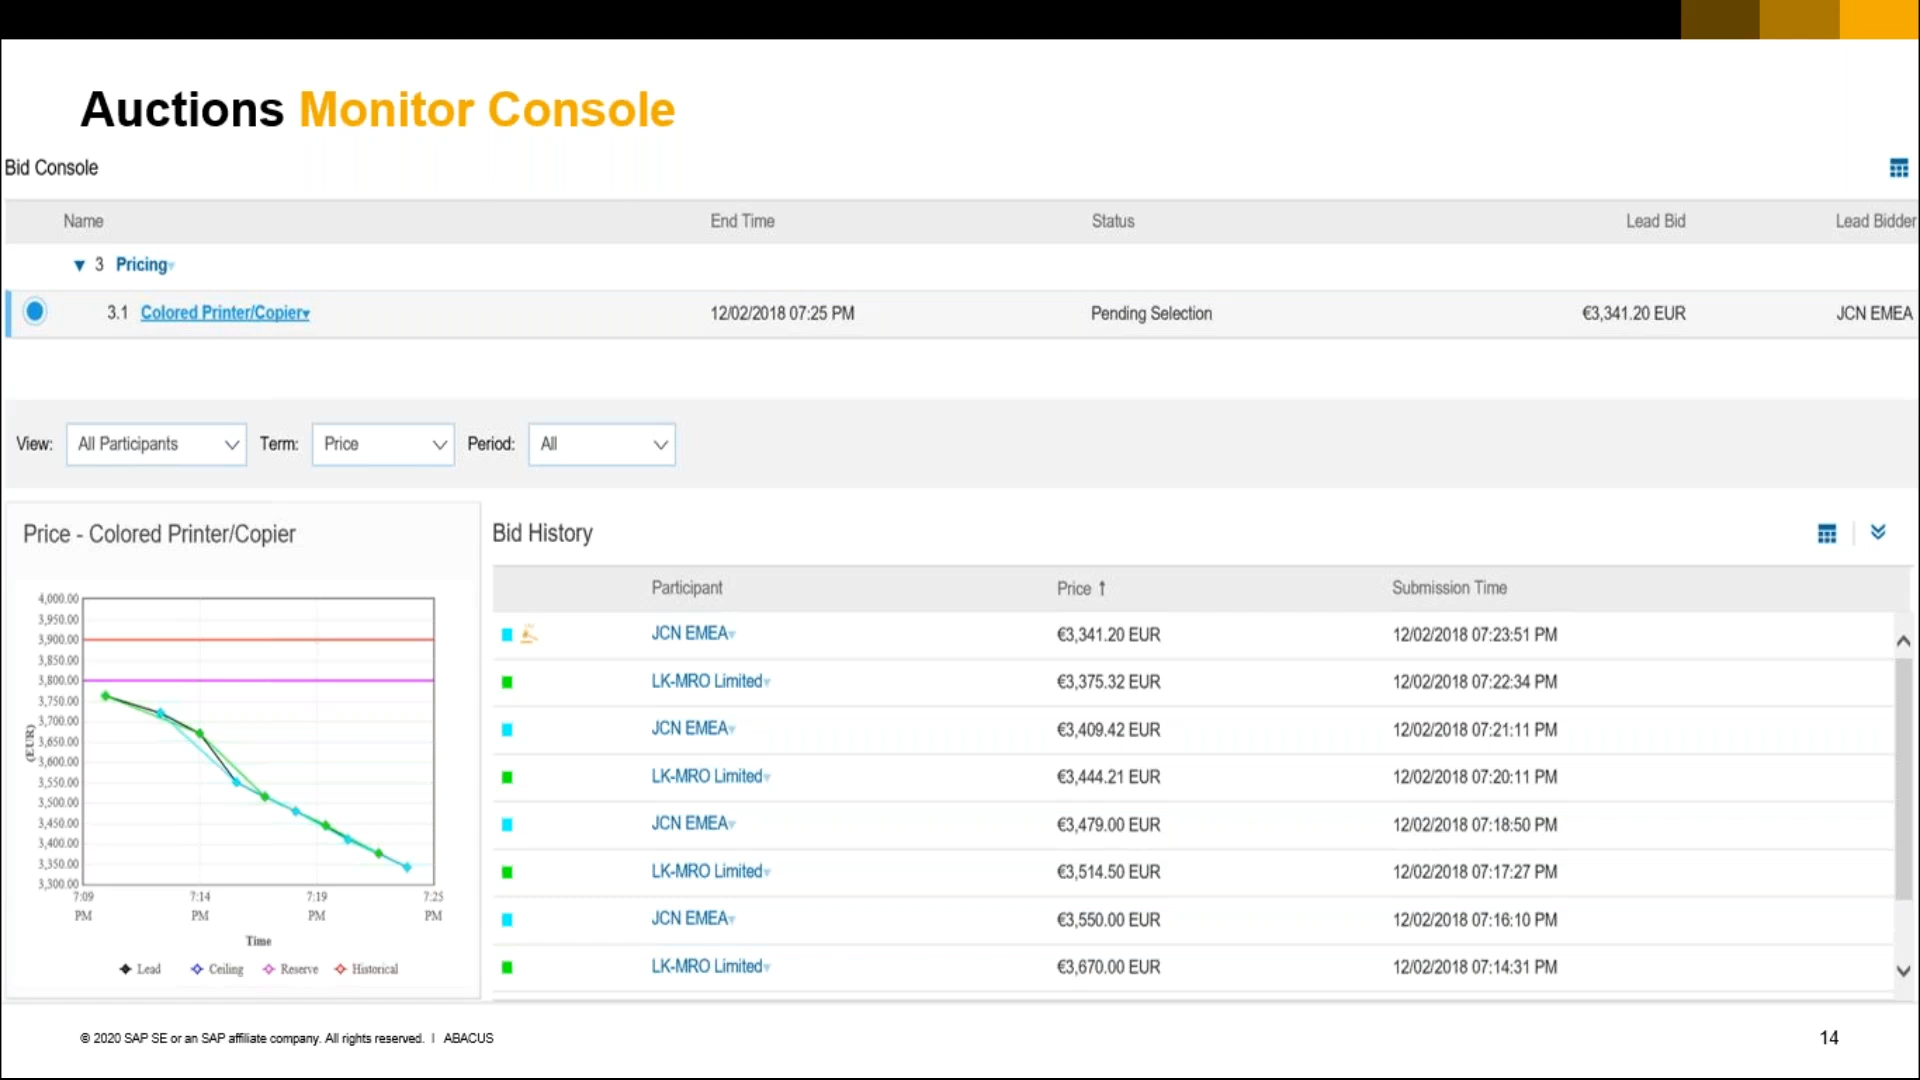 Auctions Monitor Console
Bid Console
Name End Time Status Lead Bid Lead Bidder
3 Pricing
3.1 Colored Printer/Copier 12/02/2018 07:25 PM Pending Selection €3,341.20 EUR JCN EMEA
View: All Participants Term: Price Period: All
Price - Colored Printer/Copier
4,000.00
3,950.00
3,900.00
3,850.00
3,800.00
3,750.00
3,700.00
3,650.00
3,600.00
3,550.00
3,500.00
3,450.00
3,400.00
3,350.00
3,300.00
(EUR)
7:09 PM 7:14 PM 7:19 PM 7:25 PM
Time
Lead Ceiling Reserve Historical
Bid History
Participant Price ↑ Submission Time
JCN EMEA €3,341.20 EUR 12/02/2018 07:23:51 PM
LK-MRO Limited €3,375.32 EUR 12/02/2018 07:22:34 PM
JCN EMEA €3,409.42 EUR 12/02/2018 07:21:11 PM
LK-MRO Limited €3,444.21 EUR 12/02/2018 07:20:11 PM
JCN EMEA €3,479.00 EUR 12/02/2018 07:18:50 PM
LK-MRO Limited €3,514.50 EUR 12/02/2018 07:17:27 PM
JCN EMEA €3,550.00 EUR 12/02/2018 07:16:10 PM
LK-MRO Limited €3,670.00 EUR 12/02/2018 07:14:31 PM
© 2020 SAP SE or an SAP affiliate company. All rights reserved. I ABACUS
14